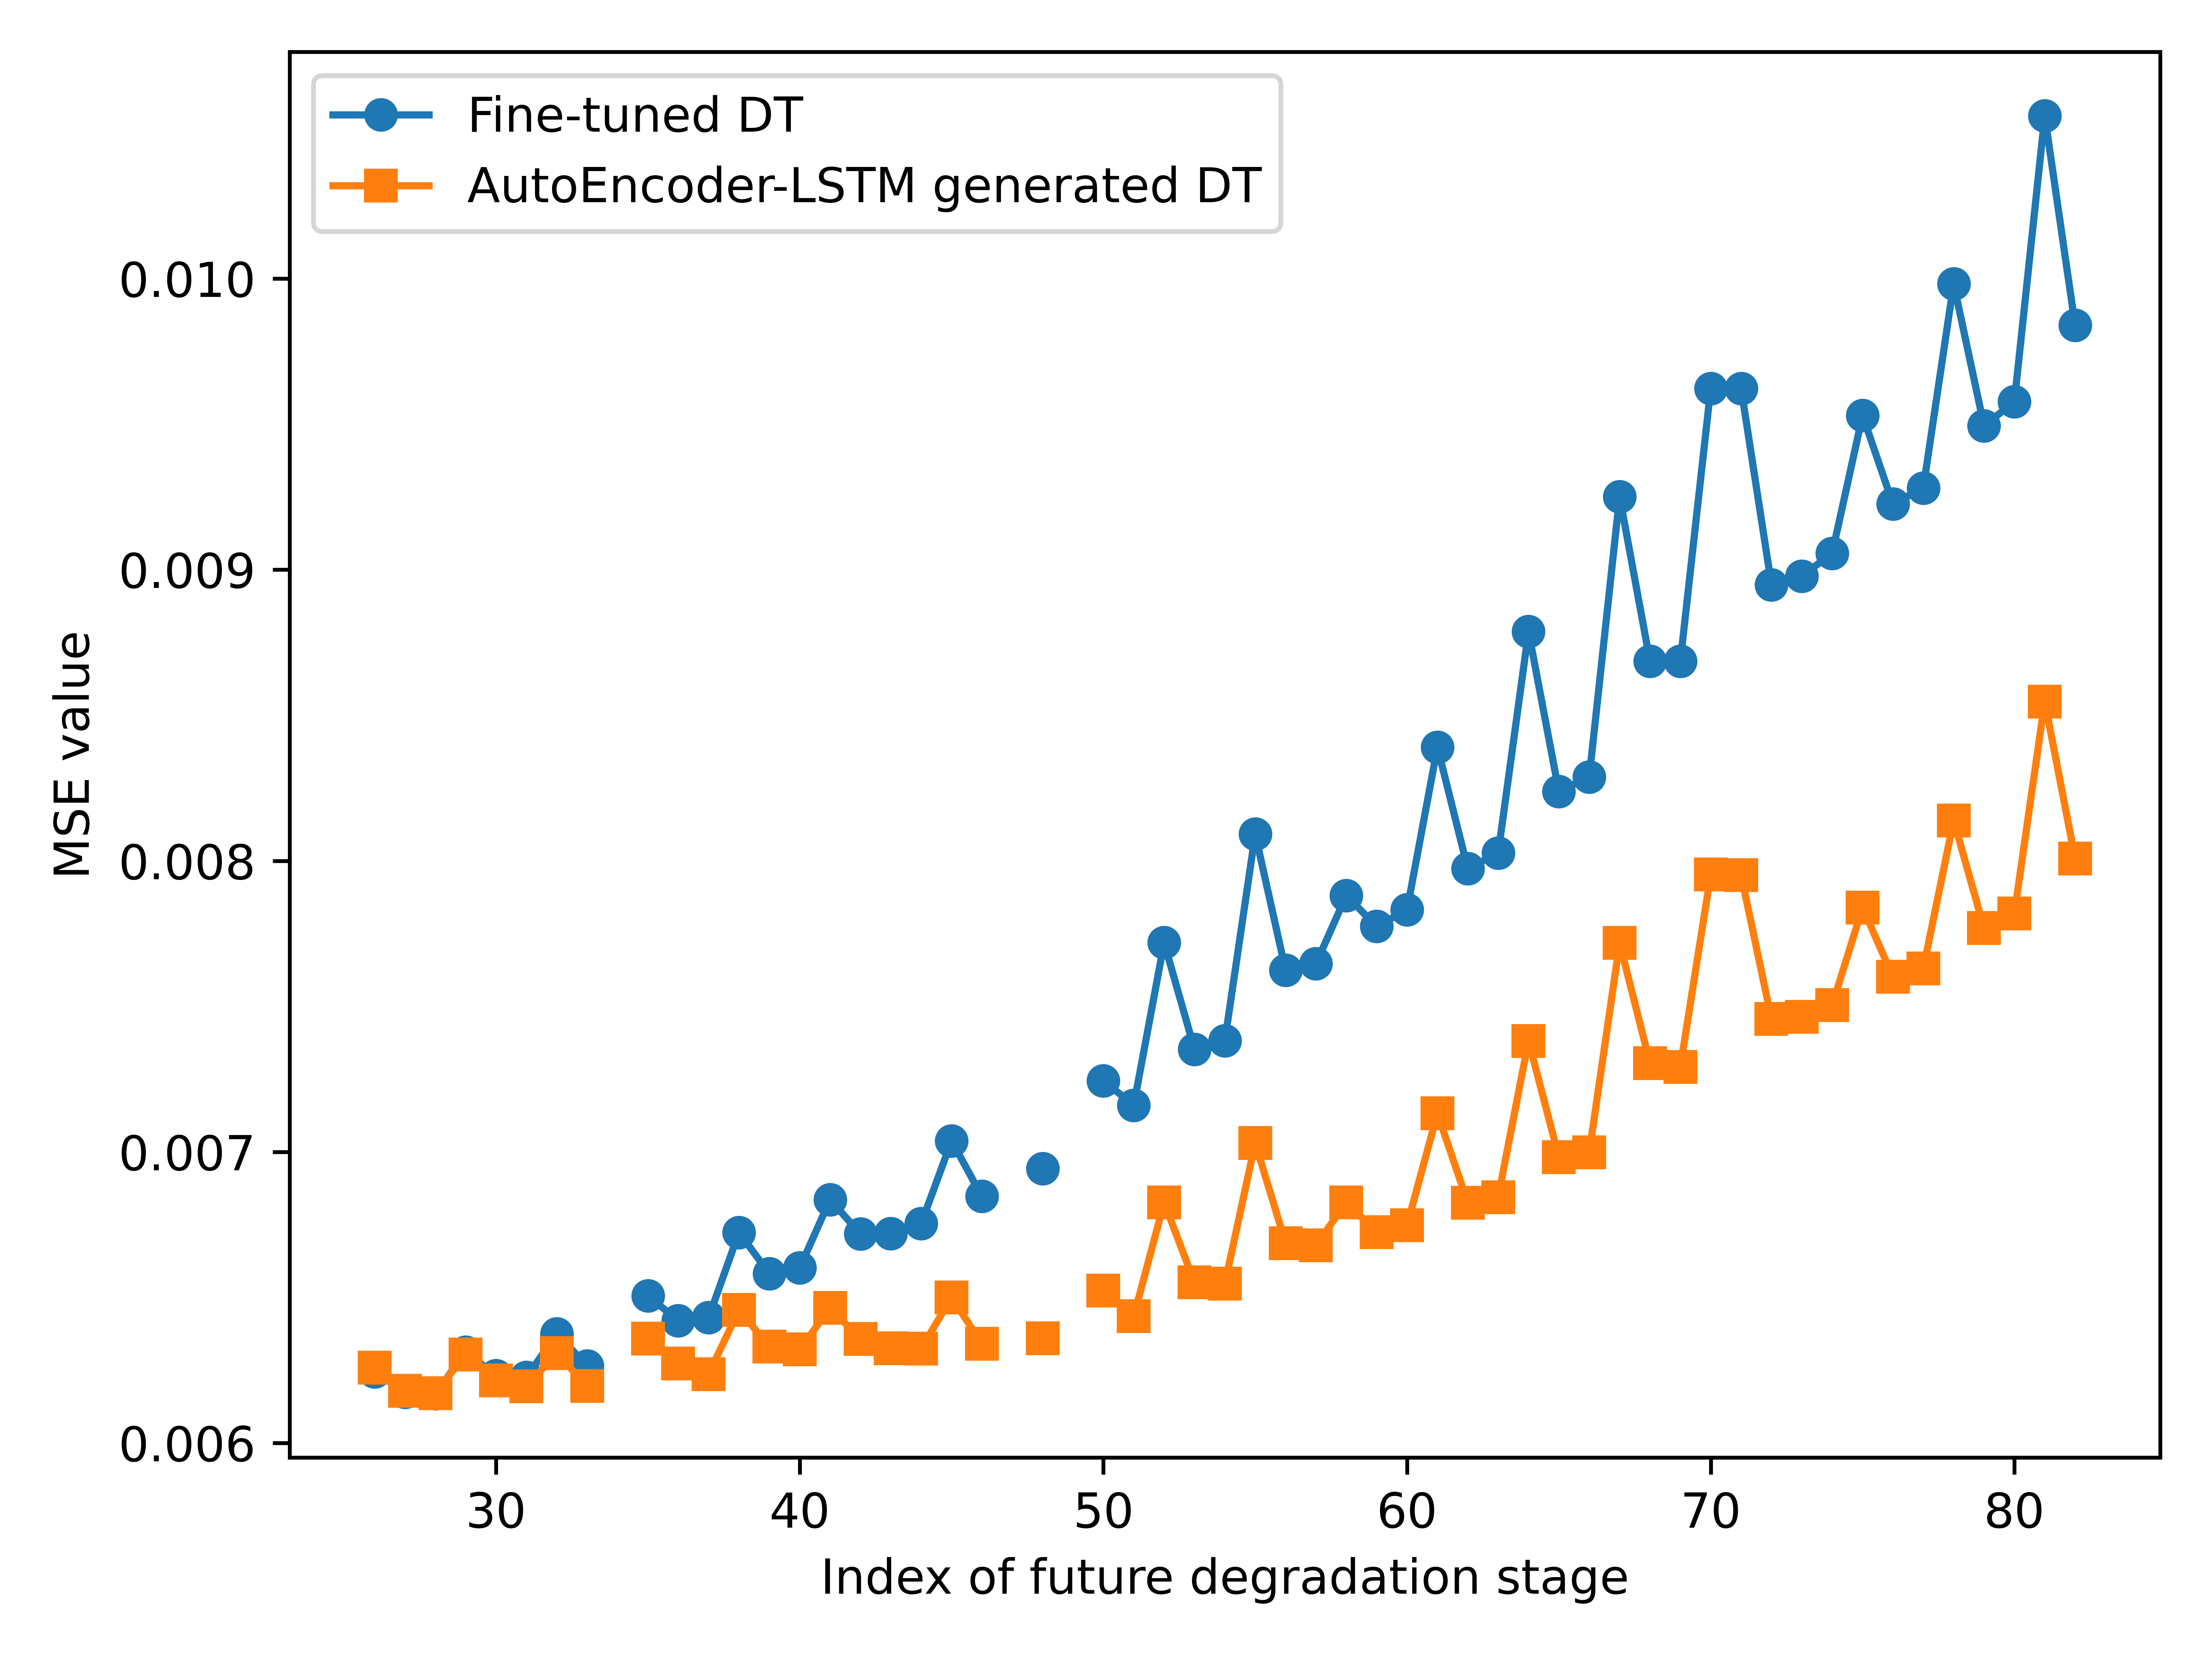 Fine-tuned DT
AutoEncoder-LSTM generated DT
0.010
0.009
0.008
0.007
0.006
MSE value
30 40 50 60 70 80
Index of future degradation stage